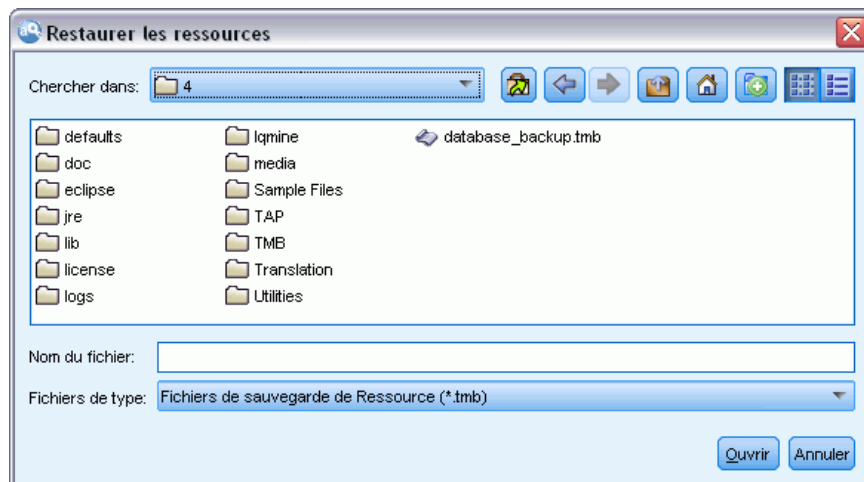 Restaurer les ressources
Chercher dans: 4
defaults lqmine database_backup.tmb
doc media
eclipse Sample Files
jre TAP
lib TMB
license Translation
logs Utilities
Nom du fichier:
Fichiers de type: Fichiers de sauvegarde de Ressource (*.tmb)
Ouvrir Annuler